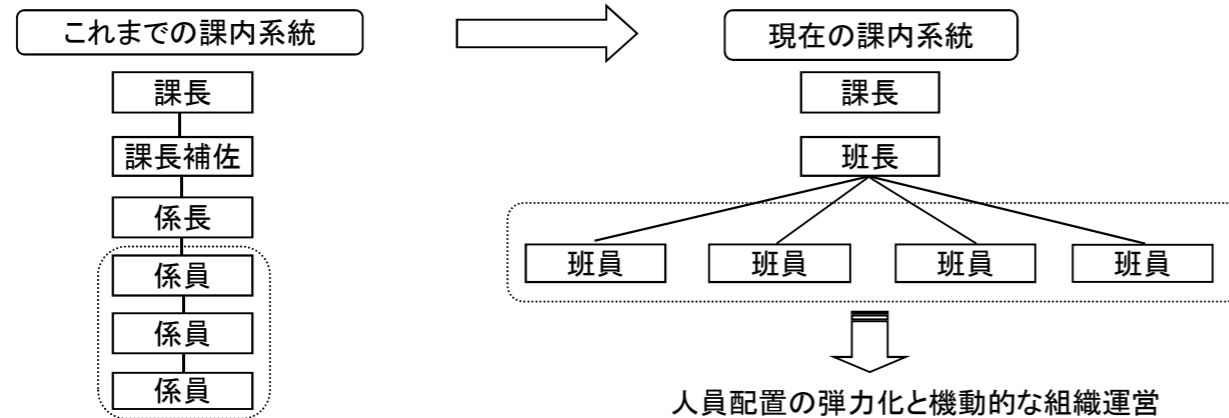 これまでの課内系統
課長
課長補佐
係長
係員
係員
係員
現在の課内系統
課長
班長
班員
班員
班員
班員
人員配置の弾力化と機動的な組織運営